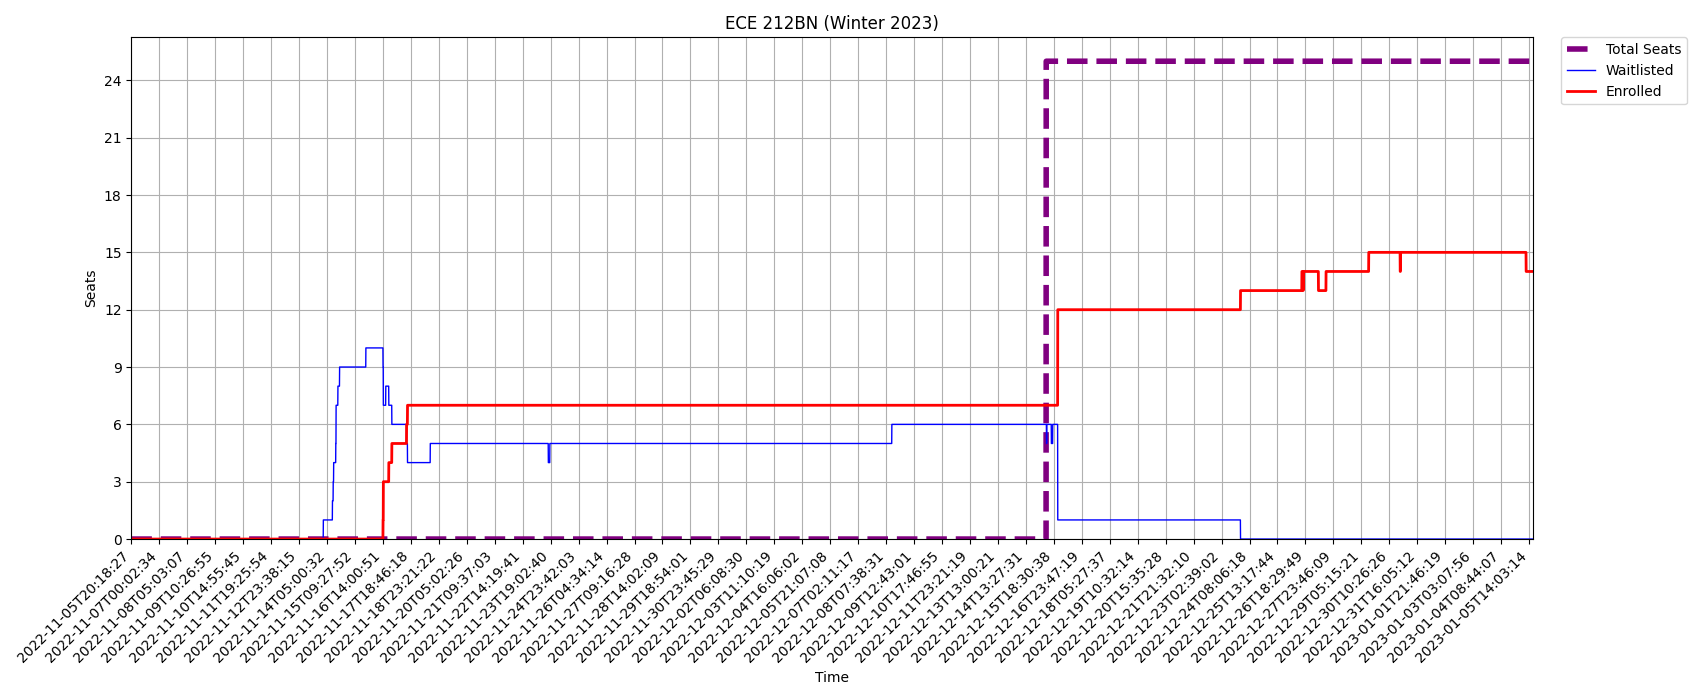 ECE 212BN (Winter 2023)
Total Seats
Waitlisted
Enrolled
Seats
24
21
18
15
12
9
6
3
0
2022-11-05T20:18:27
2022-11-07T00:02:34
2022-11-08T05:03:07
2022-11-09T10:26:55
2022-11-10T14:55:45
2022-11-11T19:25:54
2022-11-12T23:38:15
2022-11-14T05:00:32
2022-11-15T09:27:52
2022-11-16T14:00:51
2022-11-17T18:46:18
2022-11-18T23:21:22
2022-11-20T05:02:26
2022-11-21T09:37:03
2022-11-22T14:19:41
2022-11-23T19:02:40
2022-11-24T23:42:03
2022-11-26T04:34:14
2022-11-27T09:16:28
2022-11-28T14:02:09
2022-11-29T18:54:01
2022-11-30T23:45:29
2022-12-02T06:08:30
2022-12-03T11:10:19
2022-12-04T16:06:02
2022-12-05T21:07:08
2022-12-07T02:11:17
2022-12-08T07:38:31
2022-12-09T12:43:01
2022-12-10T17:46:55
2022-12-11T23:21:19
2022-12-13T13:00:21
2022-12-14T13:27:31
2022-12-15T18:30:38
2022-12-16T23:47:19
2022-12-18T05:27:37
2022-12-19T10:32:14
2022-12-20T15:35:28
2022-12-21T21:32:10
2022-12-23T02:39:02
2022-12-24T08:06:18
2022-12-25T13:17:44
2022-12-26T18:29:49
2022-12-27T23:46:09
2022-12-29T05:15:21
2022-12-30T10:26:26
2022-12-31T16:05:12
2023-01-01T21:46:19
2023-01-03T03:07:56
2023-01-04T08:44:07
2023-01-05T14:03:14
Time